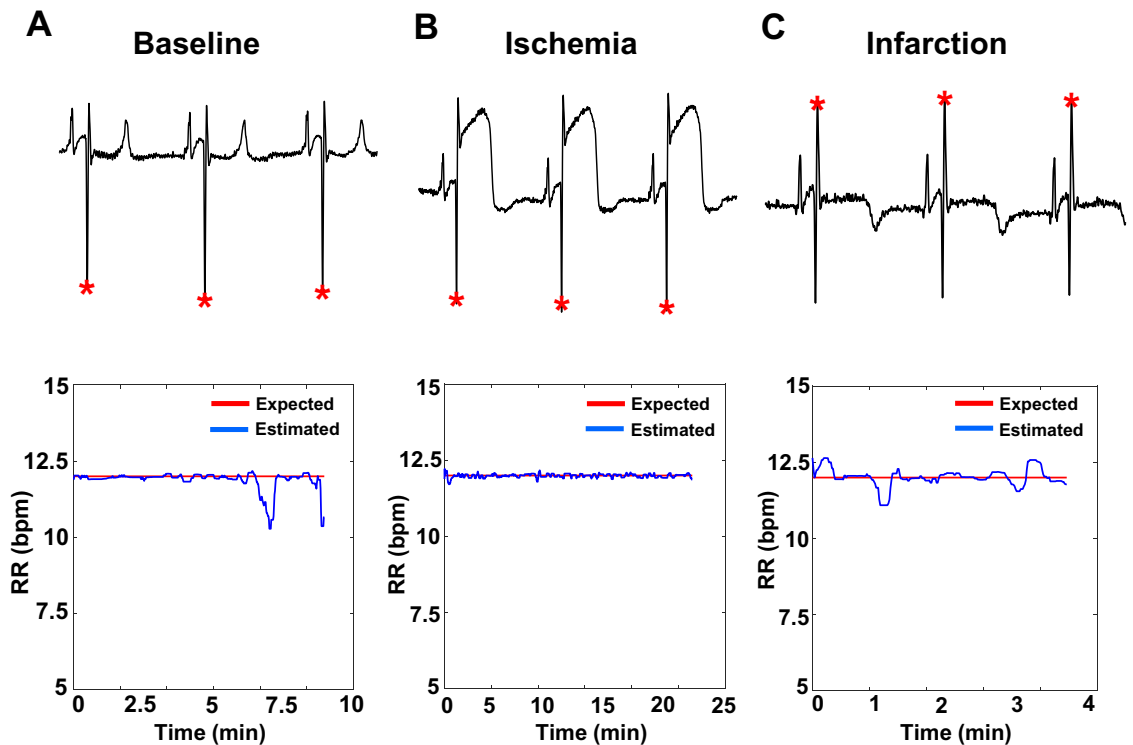 A Baseline
B Ischemia
C Infarction
15
12.5
10
7.5
5
RR (bpm)
Expected
Estimated
0 2.5 5 7.5 10
Time (min)
15
12.5
10
7.5
5
RR (bpm)
Expected
Estimated
0 5 10 15 20 25
Time (min)
15
12.5
10
7.5
5
RR (bpm)
Expected
Estimated
0 1 2 3 4
Time (min)